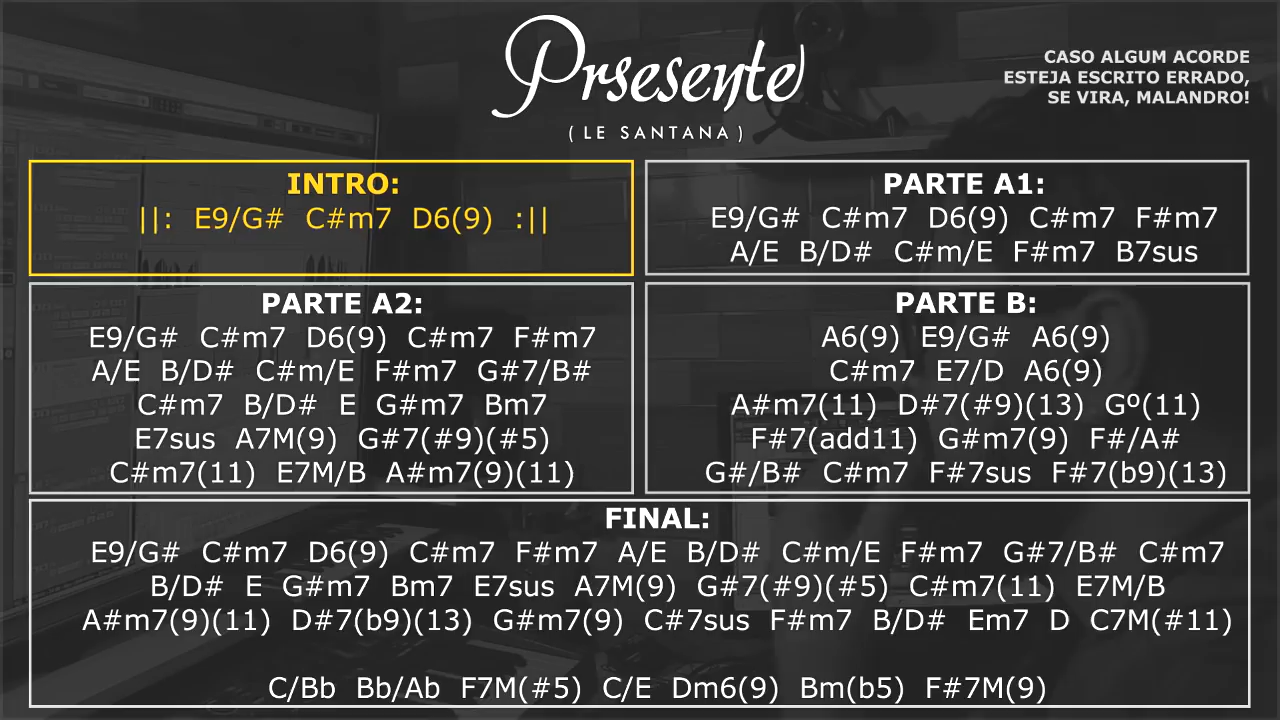 Prsesente
( LE SANTANA )
CASO ALGUM ACORDE
ESTEJA ESCRITO ERRADO,
SE VIRA, MALANDRO!
INTRO:
||: E9/G# C#m7 D6(9) :||
PARTE A1:
E9/G# C#m7 D6(9) C#m7 F#m7
A/E B/D# C#m/E F#m7 B7sus
PARTE A2:
E9/G# C#m7 D6(9) C#m7 F#m7
A/E B/D# C#m/E F#m7 G#7/B#
C#m7 B/D# E G#m7 Bm7
E7sus A7M(9) G#7(#9)(#5)
C#m7(11) E7M/B A#m7(9)(11)
PARTE B:
A6(9) E9/G# A6(9)
C#m7 E7/D A6(9)
A#m7(11) D#7(#9)(13) Gº(11)
F#7(add11) G#m7(9) F#/A#
G#/B# C#m7 F#7sus F#7(b9)(13)
FINAL:
E9/G# C#m7 D6(9) C#m7 F#m7 A/E B/D# C#m/E F#m7 G#7/B# C#m7
B/D# E G#m7 Bm7 E7sus A7M(9) G#7(#9)(#5) C#m7(11) E7M/B
A#m7(9)(11) D#7(b9)(13) G#m7(9) C#7sus F#m7 B/D# Em7 D C7M(#11)
C/Bb Bb/Ab F7M(#5) C/E Dm6(9) Bm(b5) F#7M(9)